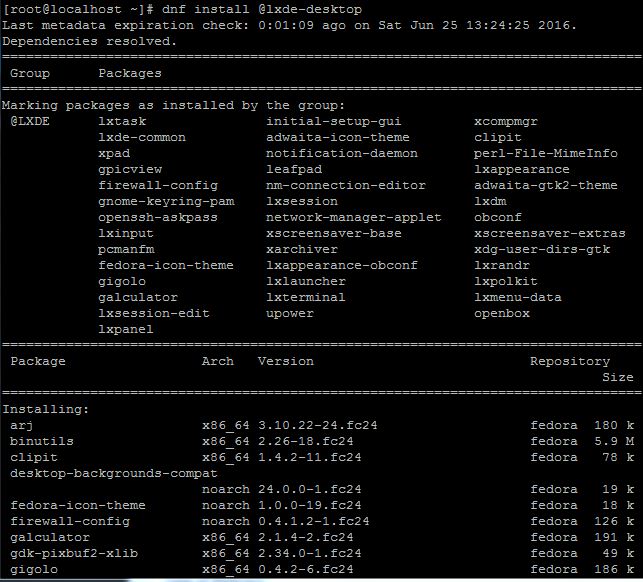 [root@localhost ~]# dnf install @lxde-desktop
Last metadata expiration check: 0:01:09 ago on Sat Jun 25 13:24:25 2016.
Dependencies resolved.
================================================================================
 Group      Packages
================================================================================
Marking packages as installed by the group:
 @LXDE      lxtask               initial-setup-gui         xcompmgr
            lxde-common          adwaita-icon-theme        clipit
            xpad                 notification-daemon       perl-File-MimeInfo
            gpicview             leafpad                   lxappearance
            firewall-config      nm-connection-editor      adwaita-gtk2-theme
            gnome-keyring-pam    lxsession                 lxdm
            openssh-askpass      network-manager-applet    obconf
            lxinput              xscreensaver-base         xscreensaver-extras
            pcmanfm              xarchiver                 xdg-user-dirs-gtk
            fedora-icon-theme    lxappearance-obconf       lxrandr
            gigolo               lxlauncher                lxpolkit
            galculator           lxterminal                lxmenu-data
            lxsession-edit       upower                    openbox
            lxpanel
================================================================================
 Package                 Arch   Version                           Repository
                                                                           Size
================================================================================
Installing:
 arj                     x86_64 3.10.22-24.fc24                   fedora  180 k
 binutils                x86_64 2.26-18.fc24                      fedora  5.9 M
 clipit                  x86_64 1.4.2-11.fc24                     fedora   78 k
 desktop-backgrounds-compat
                         noarch 24.0.0-1.fc24                     fedora   19 k
 fedora-icon-theme       noarch 1.0.0-19.fc24                     fedora   18 k
 firewall-config         noarch 0.4.1.2-1.fc24                    fedora  126 k
 galculator              x86_64 2.1.4-2.fc24                      fedora  191 k
 gdk-pixbuf2-xlib        x86_64 2.34.0-1.fc24                     fedora   49 k
 gigolo                  x86_64 0.4.2-6.fc24                      fedora  186 k